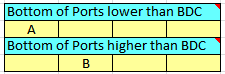 Bottom of Ports lower than BDC
A
Bottom of Ports higher than BDC
B